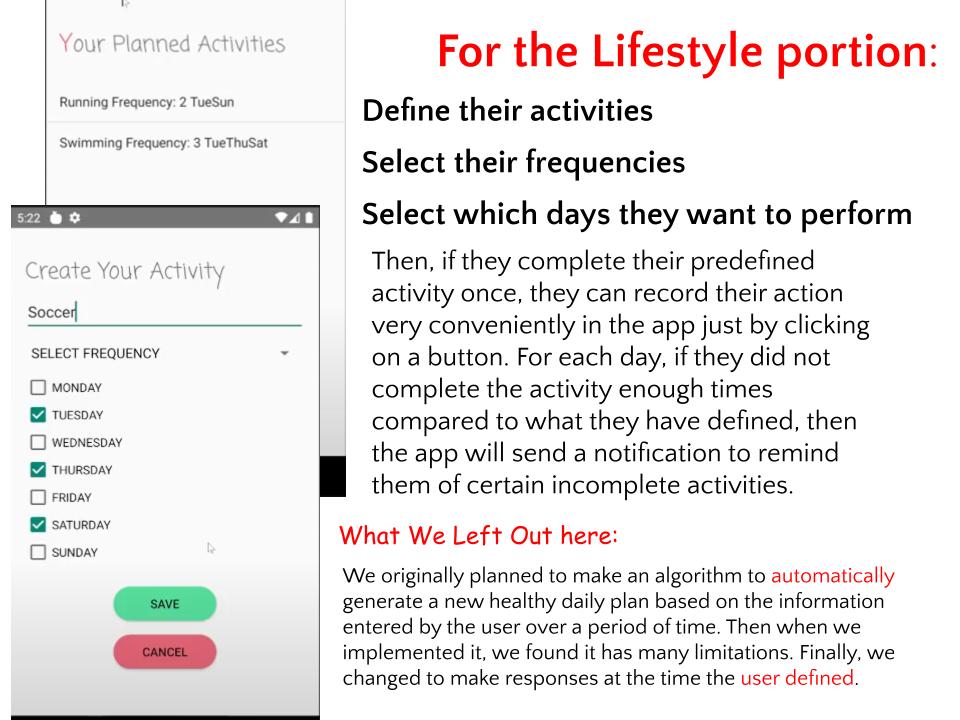 Your Planned Activities
Running Frequency: 2 TueSun
Swimming Frequency: 3 TueThuSat
5:22
Create Your Activity
Soccer
SELECT FREQUENCY
MONDAY
TUESDAY
WEDNESDAY
THURSDAY
FRIDAY
SATURDAY
SUNDAY
SAVE
CANCEL
For the Lifestyle portion:
Define their activities
Select their frequencies
Select which days they want to perform
Then, if they complete their predefined
activity once, they can record their action
very conveniently in the app just by clicking
on a button. For each day, if they did not
complete the activity enough times
compared to what they have defined, then
the app will send a notification to remind
them of certain incomplete activities.
What We Left Out here:
We originally planned to make an algorithm to automatically
generate a new healthy daily plan based on the information
entered by the user over a period of time. Then when we
implemented it, we found it has many limitations. Finally, we
changed to make responses at the time the user defined.